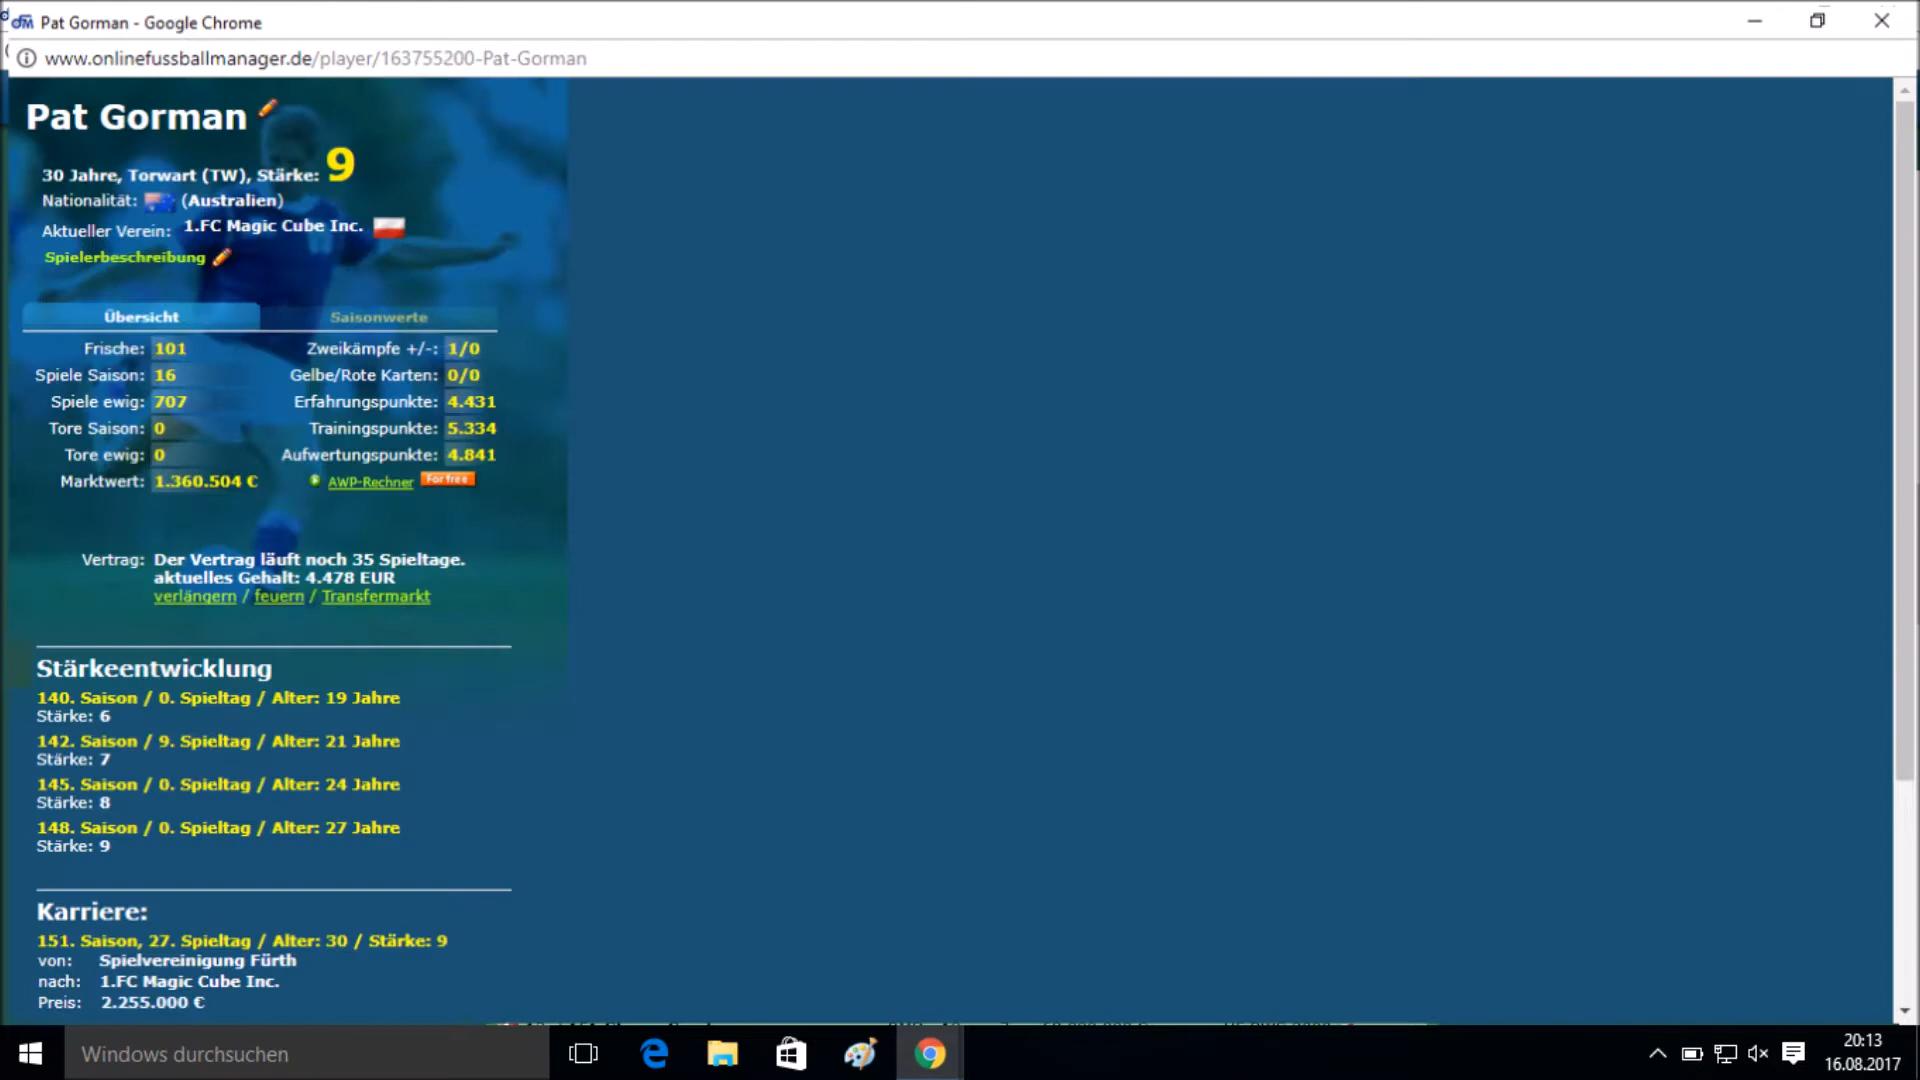 Pat Gorman - Google Chrome
www.onlinefussballmanager.de/player/163755200-Pat-Gorman
Pat Gorman
30 Jahre, Torwart (TW), Stärke: 9
Nationalität: (Australien)
Aktueller Verein: 1.FC Magic Cube Inc.
Spielerbeschreibung
Übersicht Saisonwerte
Frische: 101 Zweikämpfe +/-: 1/0
Spiele Saison: 16 Gelbe/Rote Karten: 0/0
Spiele ewig: 707 Erfahrungspunkte: 4.431
Tore Saison: 0 Trainingspunkte: 5.334
Tore ewig: 0 Aufwertungspunkte: 4.841
Marktwert: 1.360.504 € AWP-Rechner For free
Vertrag: Der Vertrag läuft noch 35 Spieltage.
aktuelles Gehalt: 4.478 EUR
verlängern / feuern / Transfermarkt
Stärkeentwicklung
140. Saison / 0. Spieltag / Alter: 19 Jahre
Stärke: 6
142. Saison / 9. Spieltag / Alter: 21 Jahre
Stärke: 7
145. Saison / 0. Spieltag / Alter: 24 Jahre
Stärke: 8
148. Saison / 0. Spieltag / Alter: 27 Jahre
Stärke: 9
Karriere:
151. Saison, 27. Spieltag / Alter: 30 / Stärke: 9
von: Spielvereinigung Fürth
nach: 1.FC Magic Cube Inc.
Preis: 2.255.000 €
Windows durchsuchen
20:13
16.08.2017